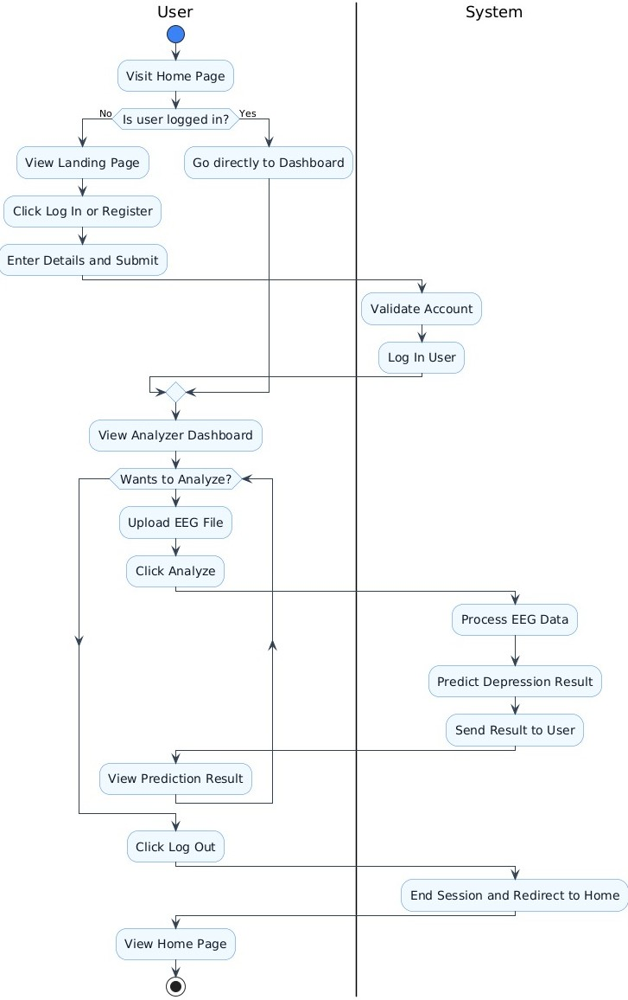 User
System
Visit Home Page
No
Is user logged in?
Yes
View Landing Page
Go directly to Dashboard
Click Log In or Register
Enter Details and Submit
Validate Account
Log In User
View Analyzer Dashboard
Wants to Analyze?
Upload EEG File
Click Analyze
Process EEG Data
Predict Depression Result
Send Result to User
View Prediction Result
Click Log Out
End Session and Redirect to Home
View Home Page